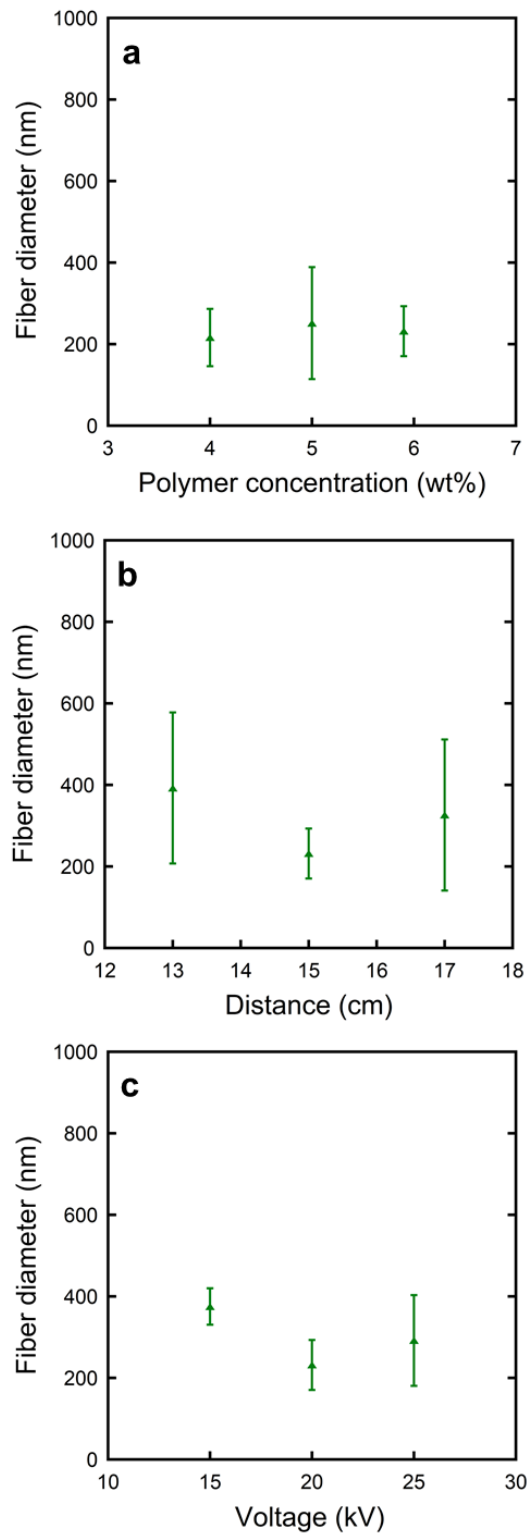 a
1000
800
600
400
200
0
Fiber diameter (nm)
3 4 5 6 7
Polymer concentration (wt%)
b
1000
800
600
400
200
0
Fiber diameter (nm)
12 13 14 15 16 17 18
Distance (cm)
c
1000
800
600
400
200
0
Fiber diameter (nm)
10 15 20 25 30
Voltage (kV)